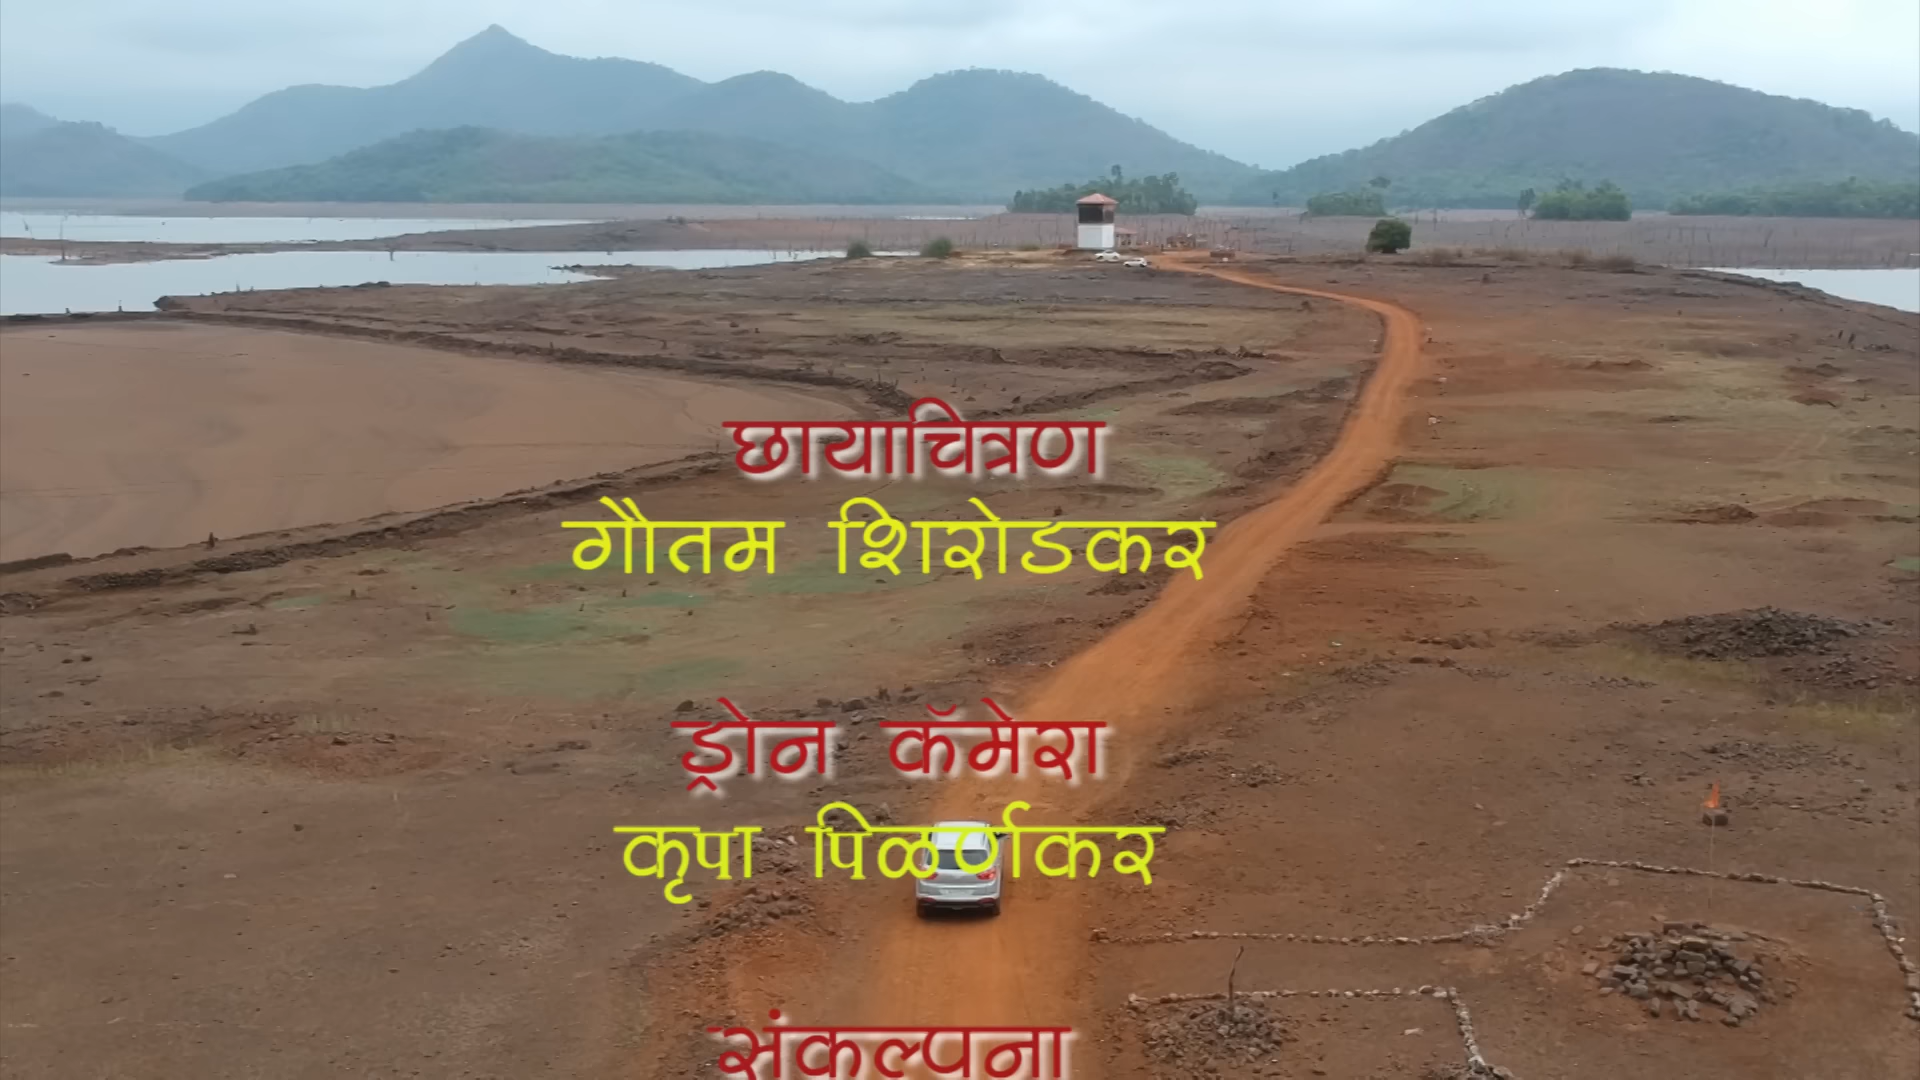 छायाचित्रण
गौतम शिरोडकर
ड्रोन कॅमेरा
कृपा पिळर्णकर
संकल्पना